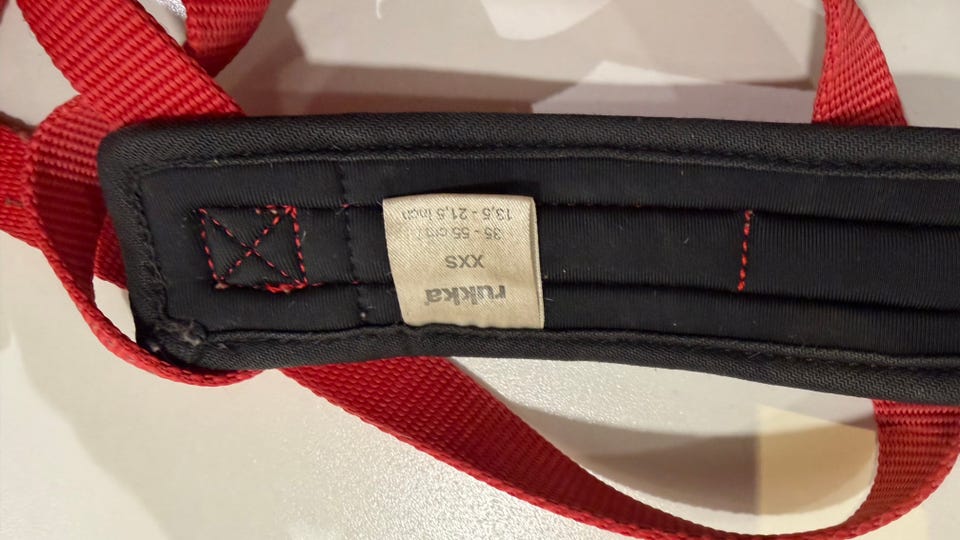 rukka
XXS
35 - 55 cm/
13,5 - 21,5 inch